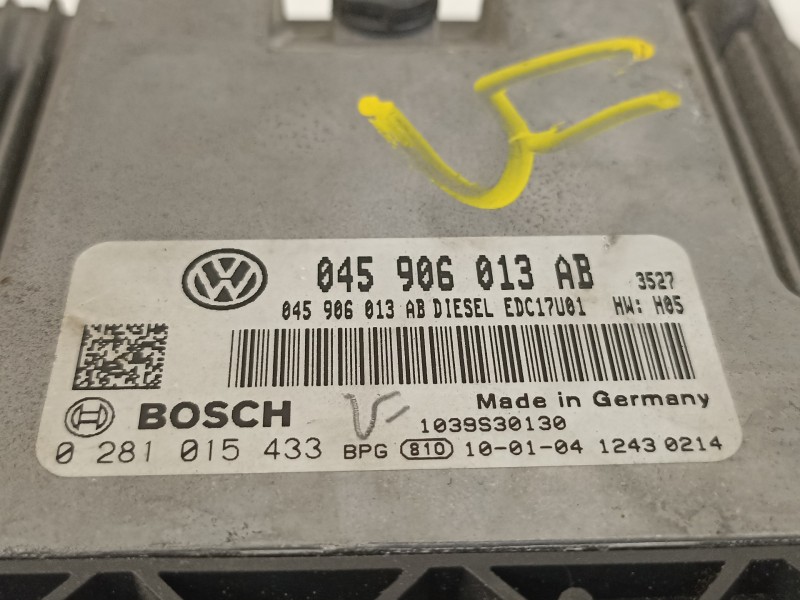 045 906 013 AB 3527
045 906 013 AB DIESEL EDC17U01 HW: H05
BOSCH Made in Germany
1039S30130
0 281 015 433 BPG 810 10-01-04 1243 0214